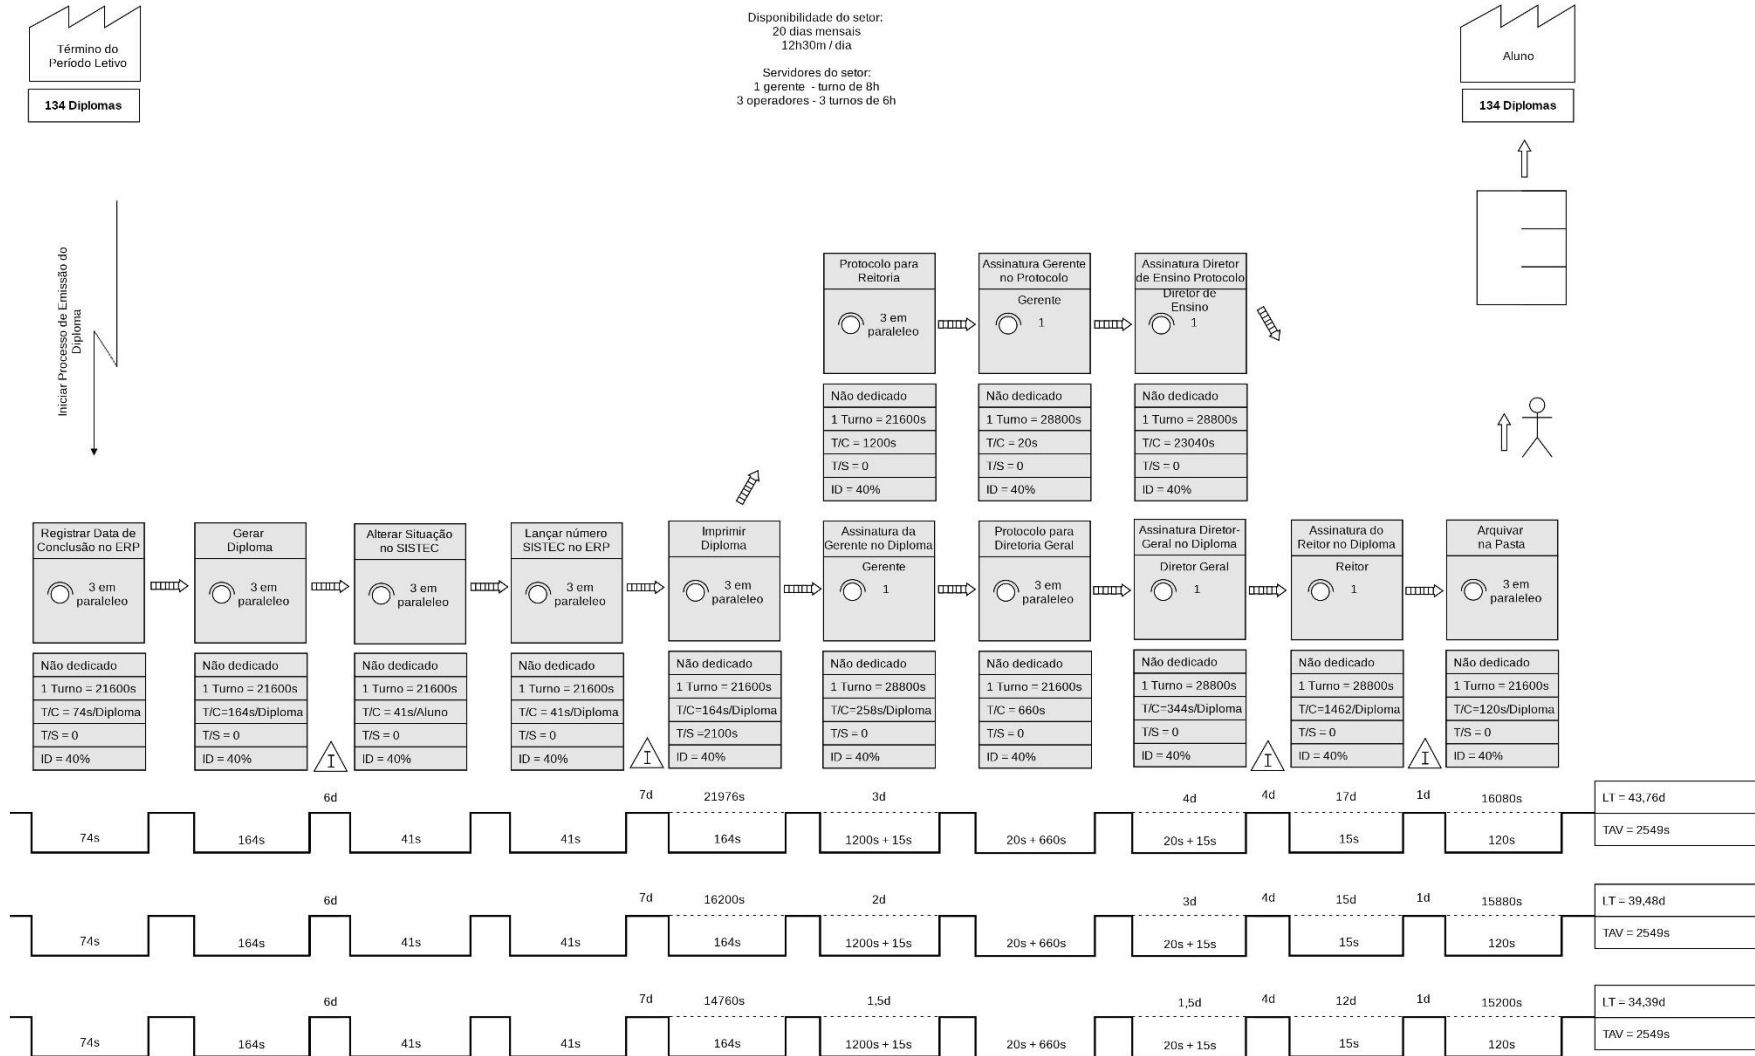 Término do
Período Letivo
134 Diplomas
Disponibilidade do setor:
20 dias mensais
12h30m / dia
Servidores do setor:
1 gerente - turno de 8h
3 operadores - 3 turnos de 6h
Aluno
134 Diplomas
Iniciar Processo de Emissão do
Diploma
Protocolo para
Reitoria
3 em
paraleleo
Não dedicado
1 Turno = 21600s
T/C = 1200s
T/S = 0
ID = 40%
Assinatura Gerente
no Protocolo
Gerente
1
Não dedicado
1 Turno = 28800s
T/C = 20s
T/S = 0
ID = 40%
Assinatura Diretor
de Ensino Protocolo
Diretor de
Ensino
1
Não dedicado
1 Turno = 28800s
T/C = 23040s
T/S = 0
ID = 40%
Registrar Data de
Conclusão no ERP
3 em
paraleleo
Não dedicado
1 Turno = 21600s
T/C = 74s/Diploma
T/S = 0
ID = 40%
Gerar
Diploma
3 em
paraleleo
Não dedicado
1 Turno = 21600s
T/C=164s/Diploma
T/S = 0
ID = 40%
I
Alterar Situação
no SISTEC
3 em
paraleleo
Não dedicado
1 Turno = 21600s
T/C = 41s/Aluno
T/S = 0
ID = 40%
Lançar número
SISTEC no ERP
3 em
paraleleo
Não dedicado
1 Turno = 21600s
T/C = 41s/Diploma
T/S = 0
ID = 40%
I
Imprimir
Diploma
3 em
paraleleo
Não dedicado
1 Turno = 21600s
T/C=164s/Diploma
T/S =2100s
ID = 40%
Assinatura da
Gerente no Diploma
Gerente
1
Não dedicado
1 Turno = 28800s
T/C=258s/Diploma
T/S = 0
ID = 40%
Protocolo para
Diretoria Geral
3 em
paraleleo
Não dedicado
1 Turno = 21600s
T/C = 660s
T/S = 0
ID = 40%
Assinatura Diretor-
Geral no Diploma
Diretor Geral
1
Não dedicado
1 Turno = 28800s
T/C=344s/Diploma
T/S = 0
ID = 40%
I
Assinatura do
Reitor no Diploma
Reitor
1
Não dedicado
1 Turno = 28800s
T/C=1462/Diploma
T/S = 0
ID = 40%
I
Arquivar
na Pasta
3 em
paraleleo
Não dedicado
1 Turno = 21600s
T/C=120s/Diploma
T/S = 0
ID = 40%
6d 7d 21976s 3d 4d 4d 17d 1d 16080s LT = 43,76d
74s 164s 41s 41s 164s 1200s + 15s 20s + 660s 20s + 15s 15s 120s TAV = 2549s
6d 7d 16200s 2d 3d 4d 15d 1d 15880s LT = 39,48d
74s 164s 41s 41s 164s 1200s + 15s 20s + 660s 20s + 15s 15s 120s TAV = 2549s
6d 7d 14760s 1,5d 1,5d 4d 12d 1d 15200s LT = 34,39d
74s 164s 41s 41s 164s 1200s + 15s 20s + 660s 20s + 15s 15s 120s TAV = 2549s